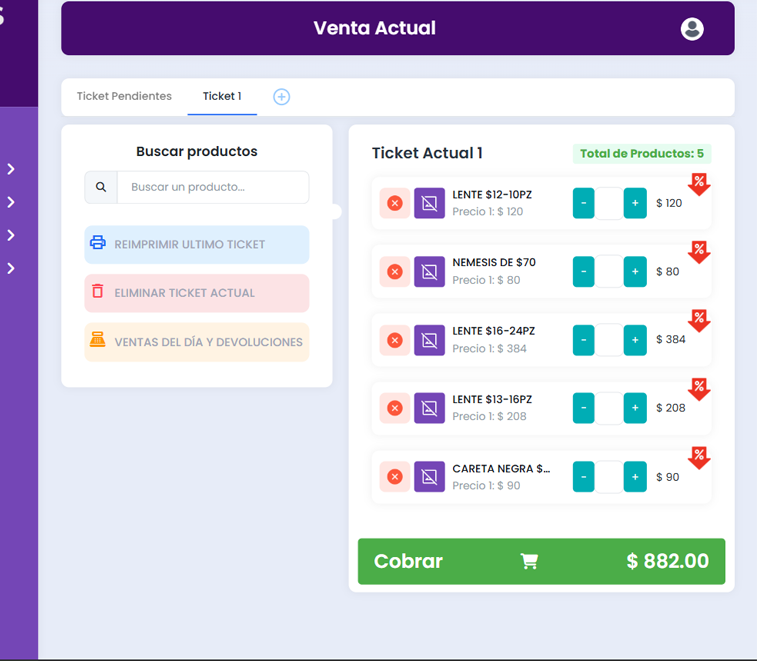 Venta Actual
Ticket Pendientes
Ticket 1
Buscar productos
Buscar un producto...
REIMPRIMIR ULTIMO TICKET
ELIMINAR TICKET ACTUAL
VENTAS DEL DÍA Y DEVOLUCIONES
Ticket Actual 1
Total de Productos: 5
LENTE $12-10PZ
Precio 1: $ 120
- + $ 120 %
NEMESIS DE $70
Precio 1: $ 80
- + $ 80 %
LENTE $16-24PZ
Precio 1: $ 384
- + $ 384 %
LENTE $13-16PZ
Precio 1: $ 208
- + $ 208 %
CARETA NEGRA $...
Precio 1: $ 90
- + $ 90 %
Cobrar $ 882.00